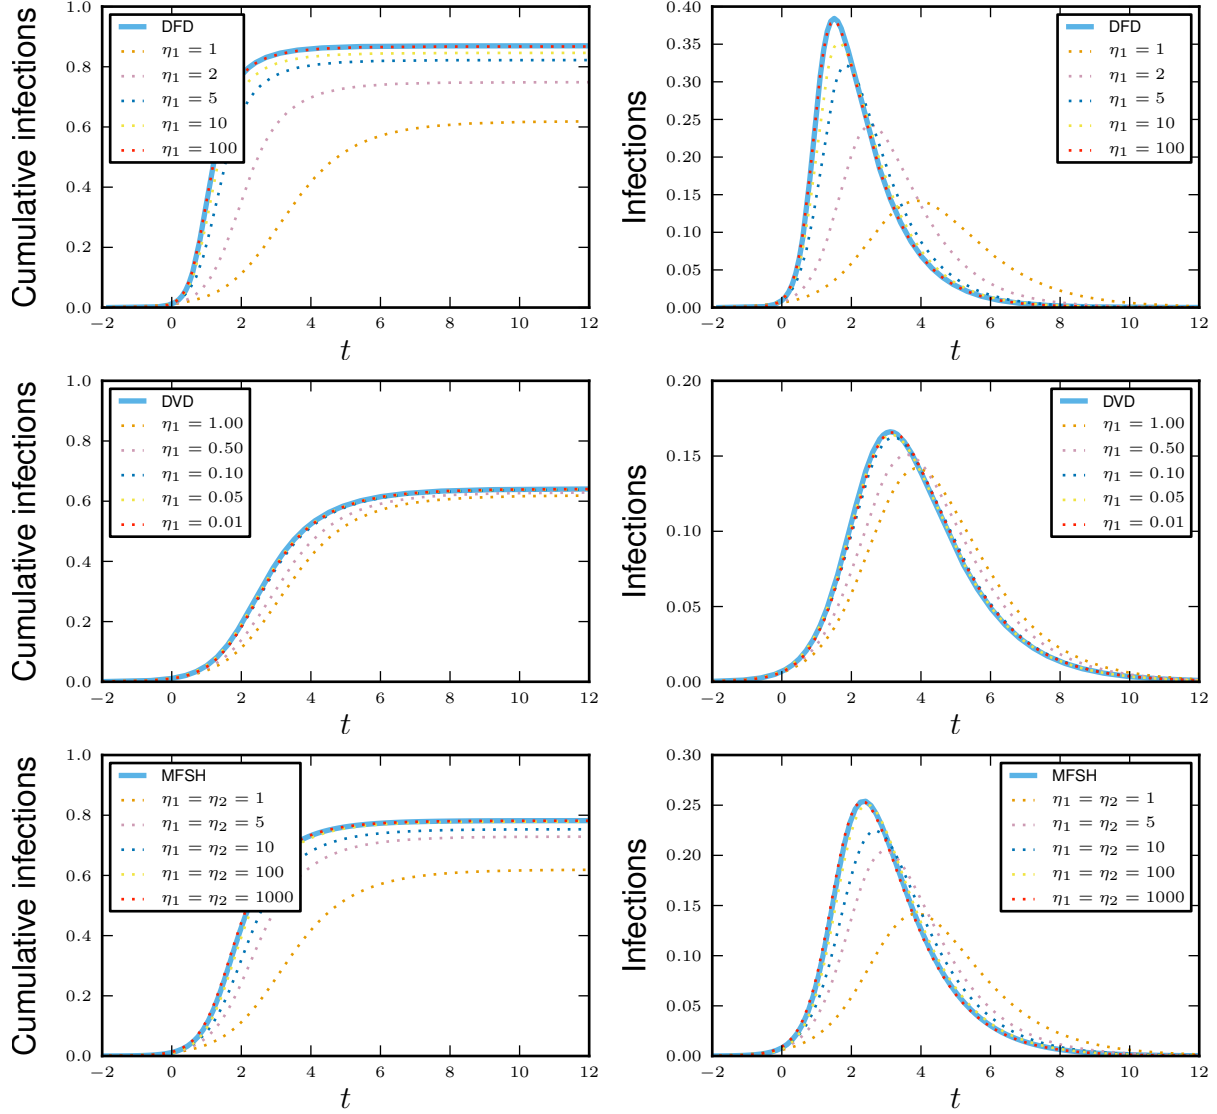 Cumulative infections
1.0
0.8
0.6
0.4
0.2
0.0
DFD
η1 = 1
η1 = 2
η1 = 5
η1 = 10
η1 = 100
−2 0 2 4 6 8 10 12
t
Infections
0.40
0.35
0.30
0.25
0.20
0.15
0.10
0.05
0.00
DFD
η1 = 1
η1 = 2
η1 = 5
η1 = 10
η1 = 100
−2 0 2 4 6 8 10 12
t
Cumulative infections
1.0
0.8
0.6
0.4
0.2
0.0
DVD
η1 = 1.00
η1 = 0.50
η1 = 0.10
η1 = 0.05
η1 = 0.01
−2 0 2 4 6 8 10 12
t
Infections
0.20
0.15
0.10
0.05
0.00
DVD
η1 = 1.00
η1 = 0.50
η1 = 0.10
η1 = 0.05
η1 = 0.01
−2 0 2 4 6 8 10 12
t
Cumulative infections
1.0
0.8
0.6
0.4
0.2
0.0
MFSH
η1 = η2 = 1
η1 = η2 = 5
η1 = η2 = 10
η1 = η2 = 100
η1 = η2 = 1000
−2 0 2 4 6 8 10 12
t
Infections
0.30
0.25
0.20
0.15
0.10
0.05
0.00
MFSH
η1 = η2 = 1
η1 = η2 = 5
η1 = η2 = 10
η1 = η2 = 100
η1 = η2 = 1000
−2 0 2 4 6 8 10 12
t